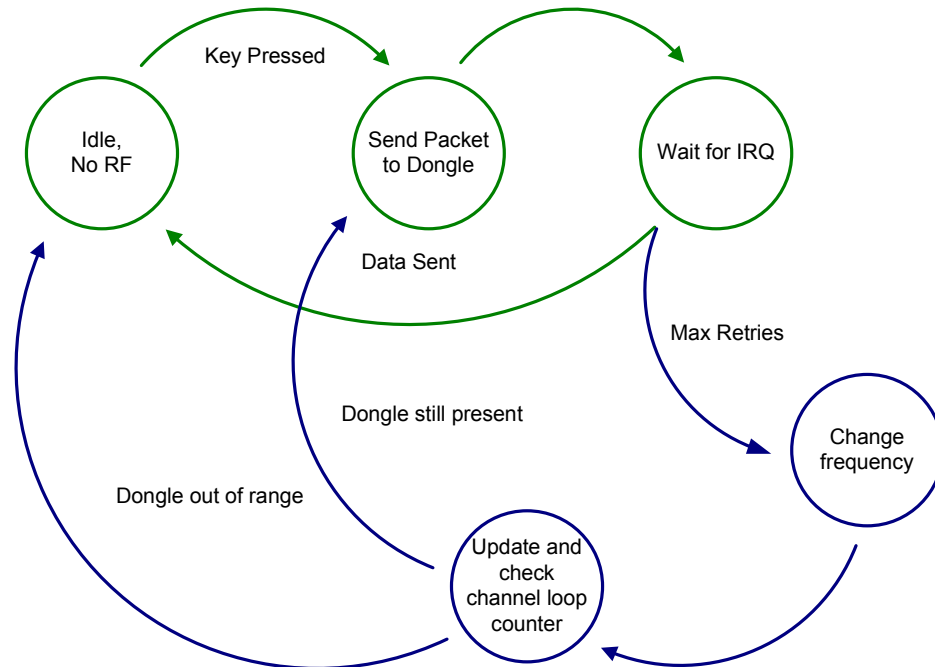 Key Pressed
Idle,
No RF
Send Packet
to Dongle
Wait for IRQ
Data Sent
Max Retries
Dongle still present
Change
frequency
Dongle out of range
Update and
check
channel loop
counter